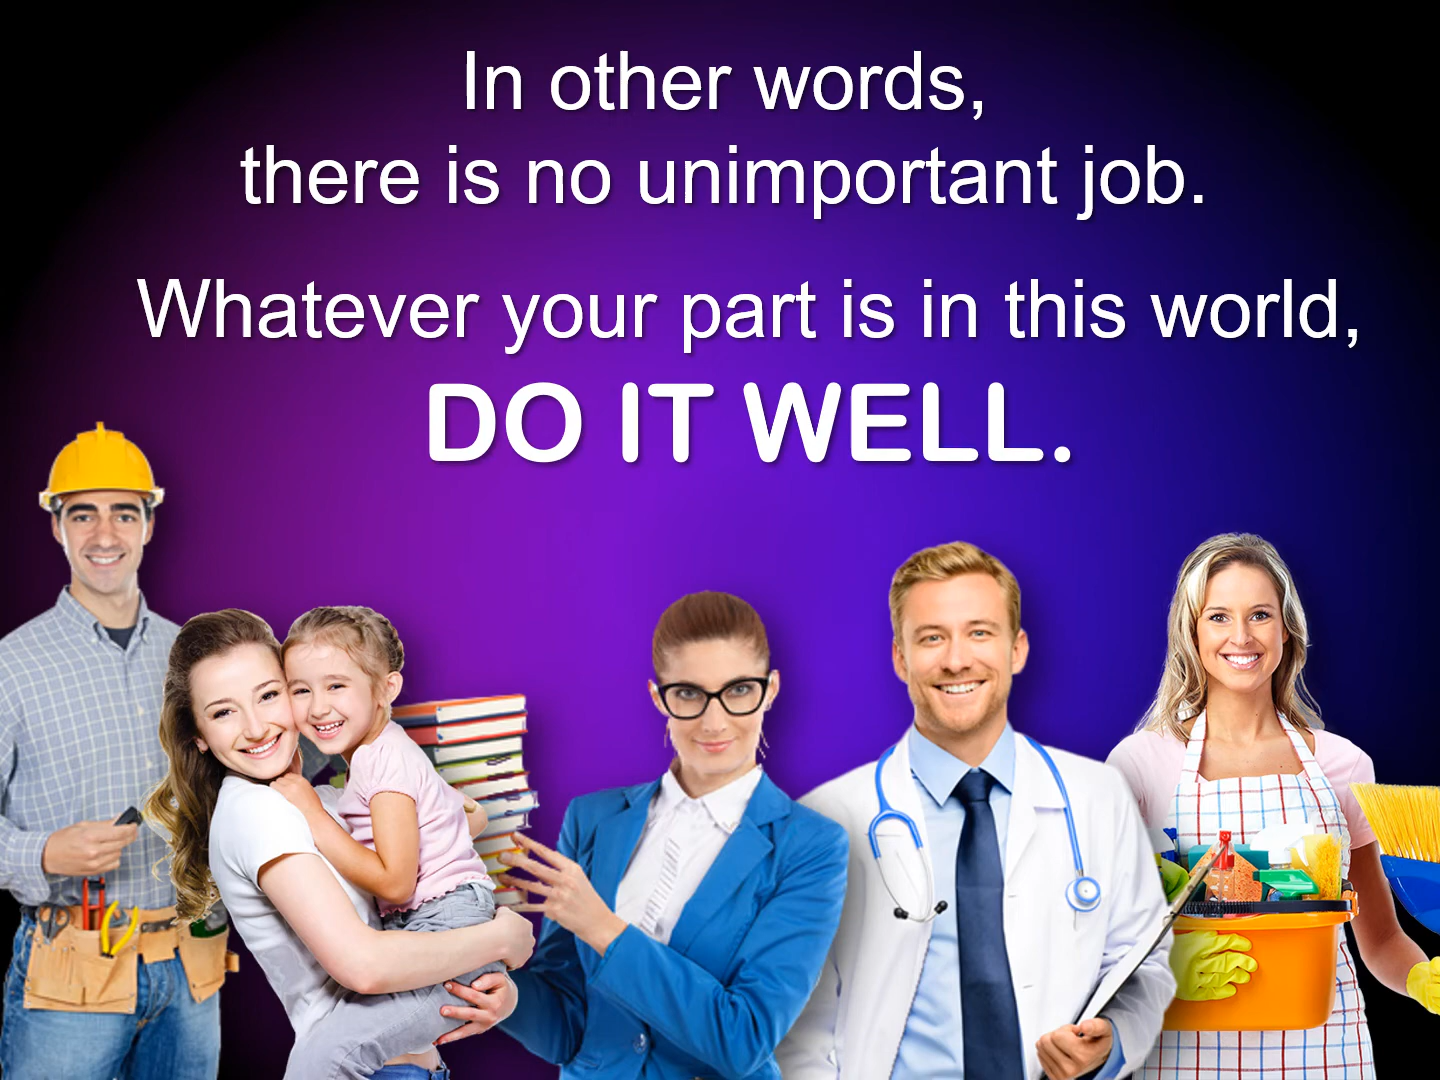 In other words,
there is no unimportant job.
Whatever your part is in this world,
DO IT WELL.